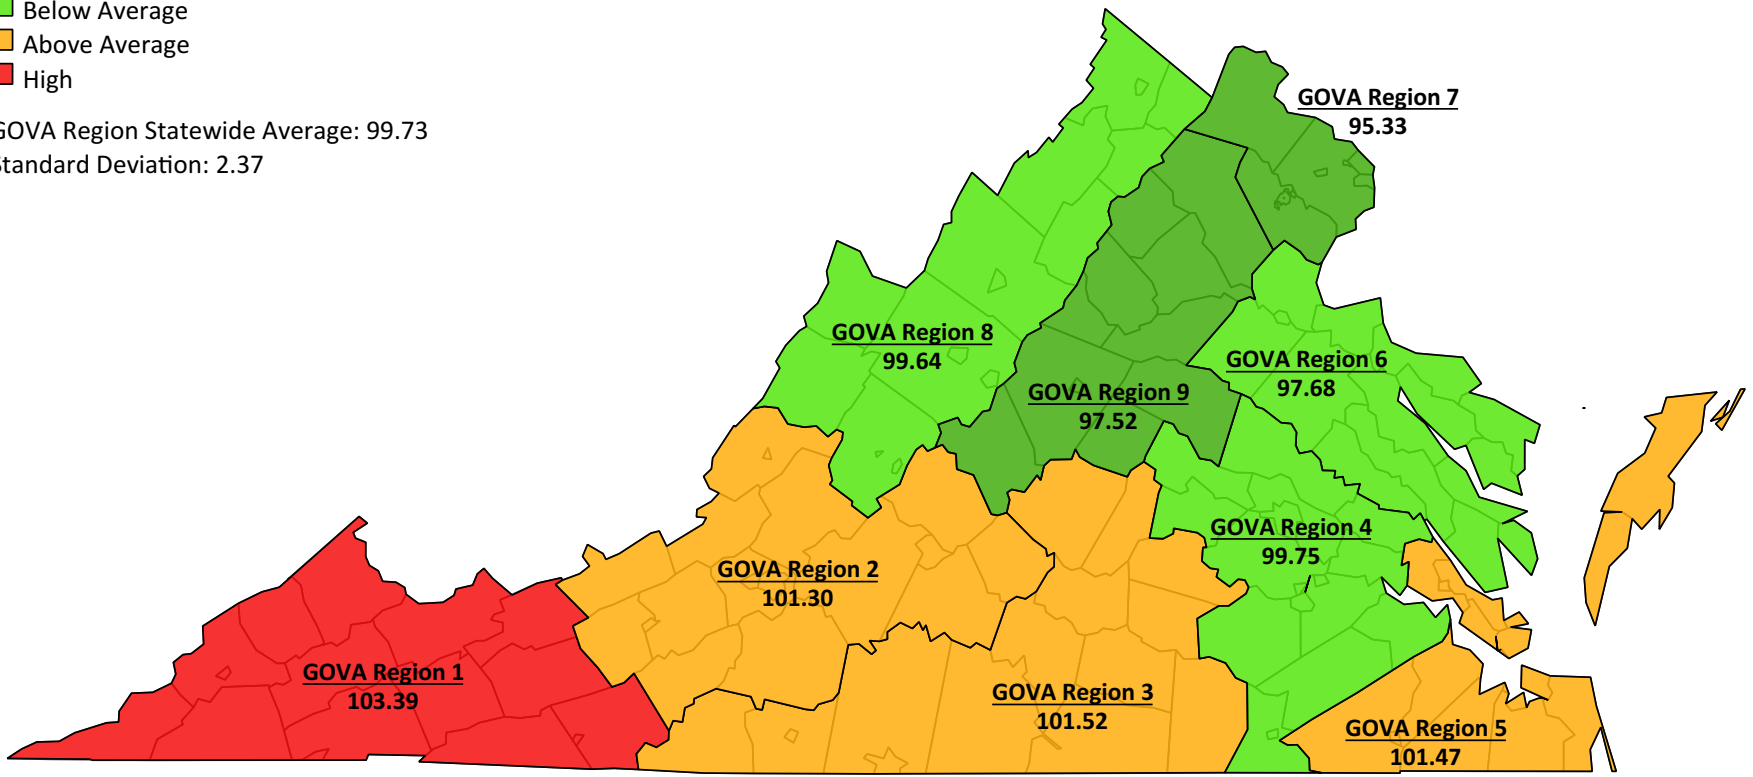 Below Average
Above Average
High
GOVA Region Statewide Average: 99.73
Standard Deviation: 2.37
GOVA Region 7
95.33
GOVA Region 8
99.64
GOVA Region 6
97.68
GOVA Region 9
97.52
GOVA Region 4
99.75
GOVA Region 2
101.30
GOVA Region 1
103.39
GOVA Region 3
101.52
GOVA Region 5
101.47